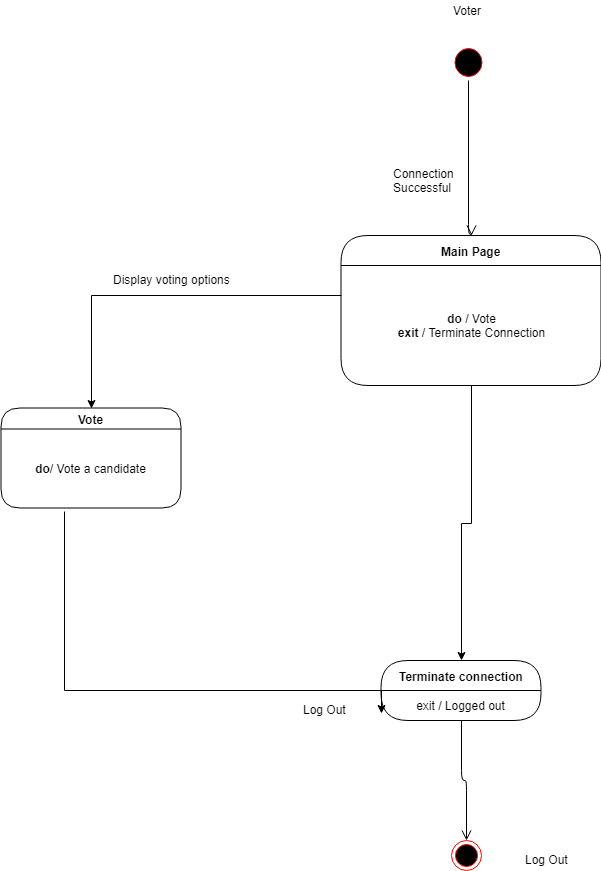 Voter
Connection
Successful
Main Page
do / Vote
exit / Terminate Connection
Display voting options
Vote
do/ Vote a candidate
Terminate connection
exit / Logged out
Log Out
Log Out